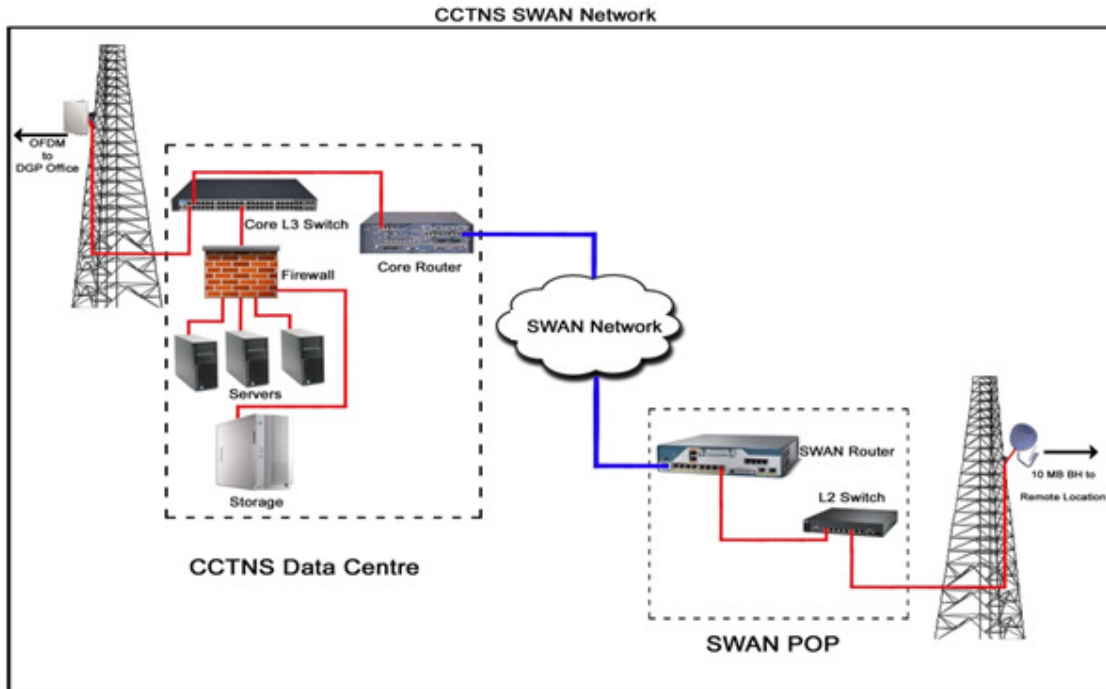 CCTNS SWAN Network
OFDM
to
DGP Office
Core L3 Switch
Core Router
Firewall
Servers
Storage
CCTNS Data Centre
SWAN Network
SWAN Router
L2 Switch
SWAN POP
10 MB BH to
Remote Location